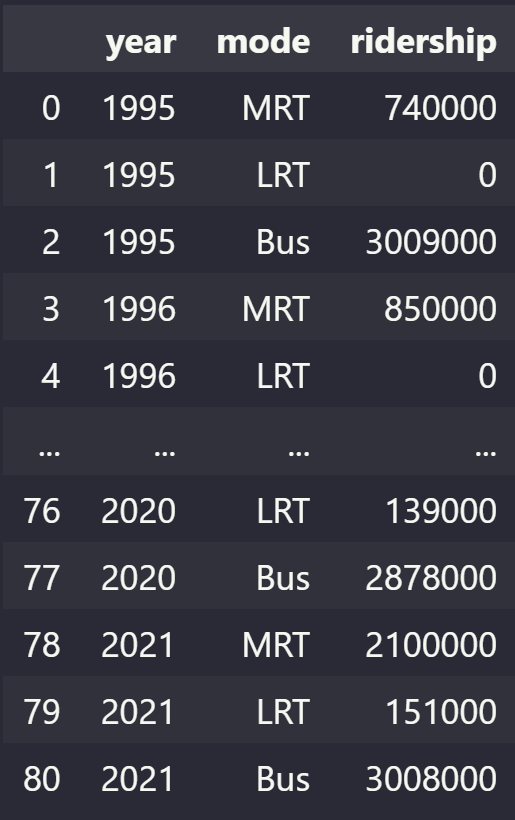 year mode ridership
0 1995 MRT 740000
1 1995 LRT 0
2 1995 Bus 3009000
3 1996 MRT 850000
4 1996 LRT 0
... ... ... ...
76 2020 LRT 139000
77 2020 Bus 2878000
78 2021 MRT 2100000
79 2021 LRT 151000
80 2021 Bus 3008000